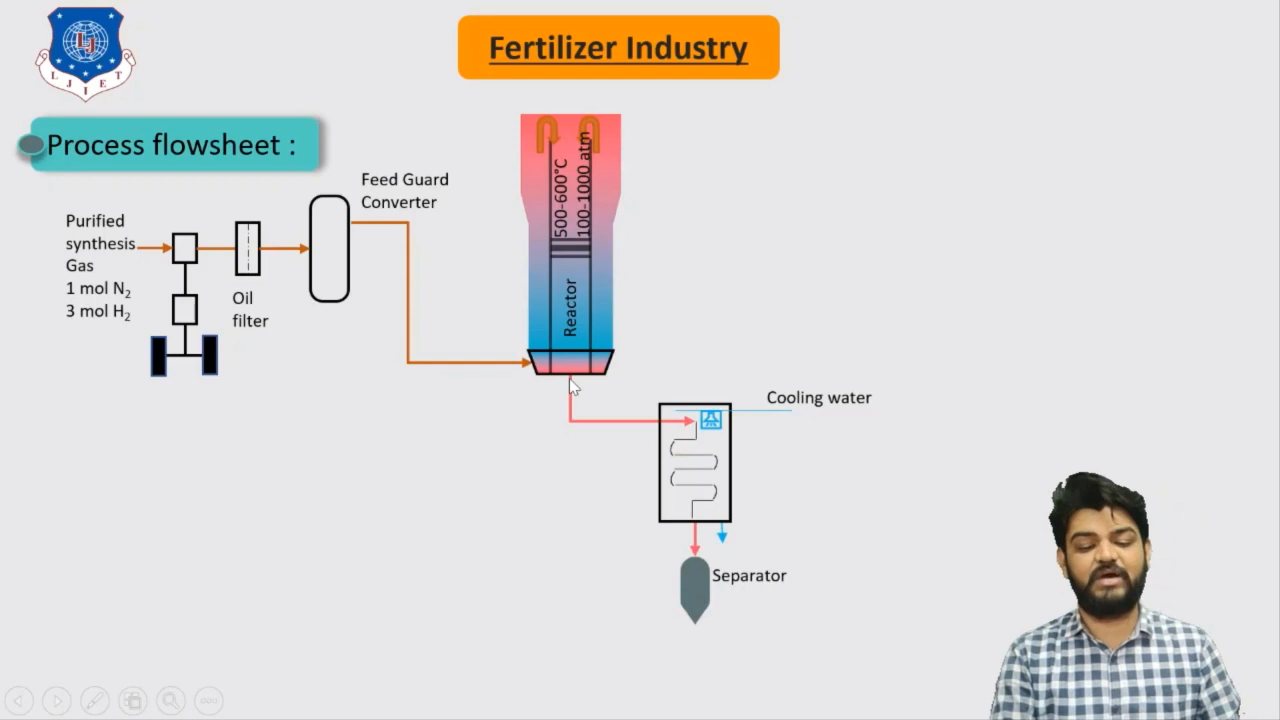 Fertilizer Industry
L J I E T
Process flowsheet :
Feed Guard
Converter
Purified
synthesis
Gas
1 mol N₂
3 mol H₂
Oil
filter
500-600°C
100-1000 atm
Reactor
Cooling water
Separator